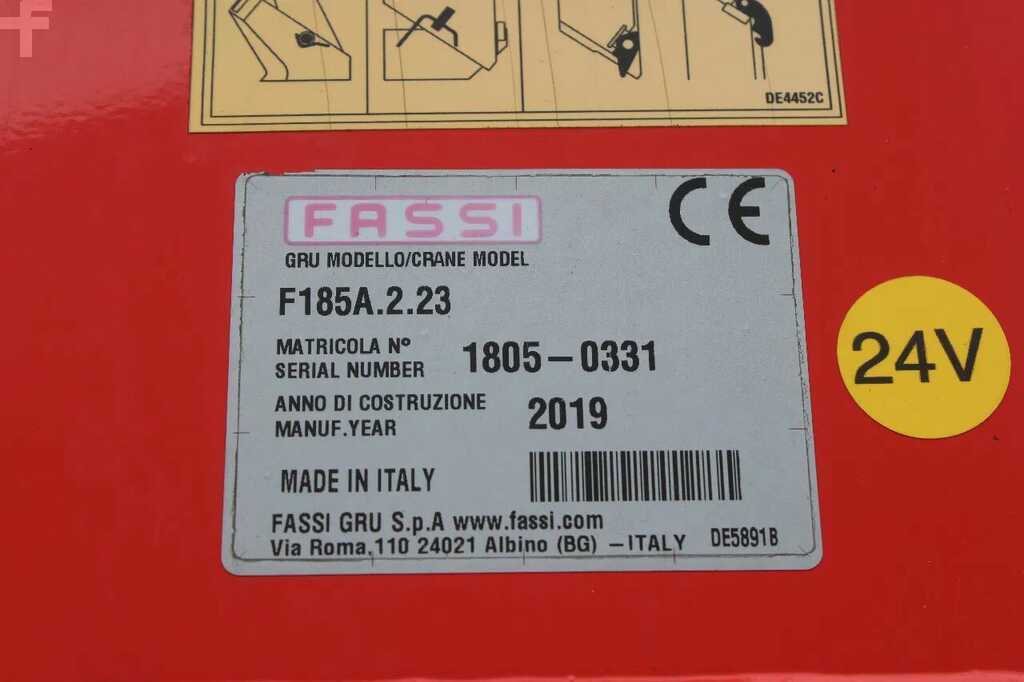 DE4452C
FASSI
CE
GRU MODELLO/CRANE MODEL
F185A.2.23
MATRICOLA Nº
SERIAL NUMBER
1805-0331
ANNO DI COSTRUZIONE
MANUF.YEAR
2019
MADE IN ITALY
FASSI GRU S.p.A www.fassi.com
Via Roma,110 24021 Albino (BG) -ITALY
DE5891B
24V